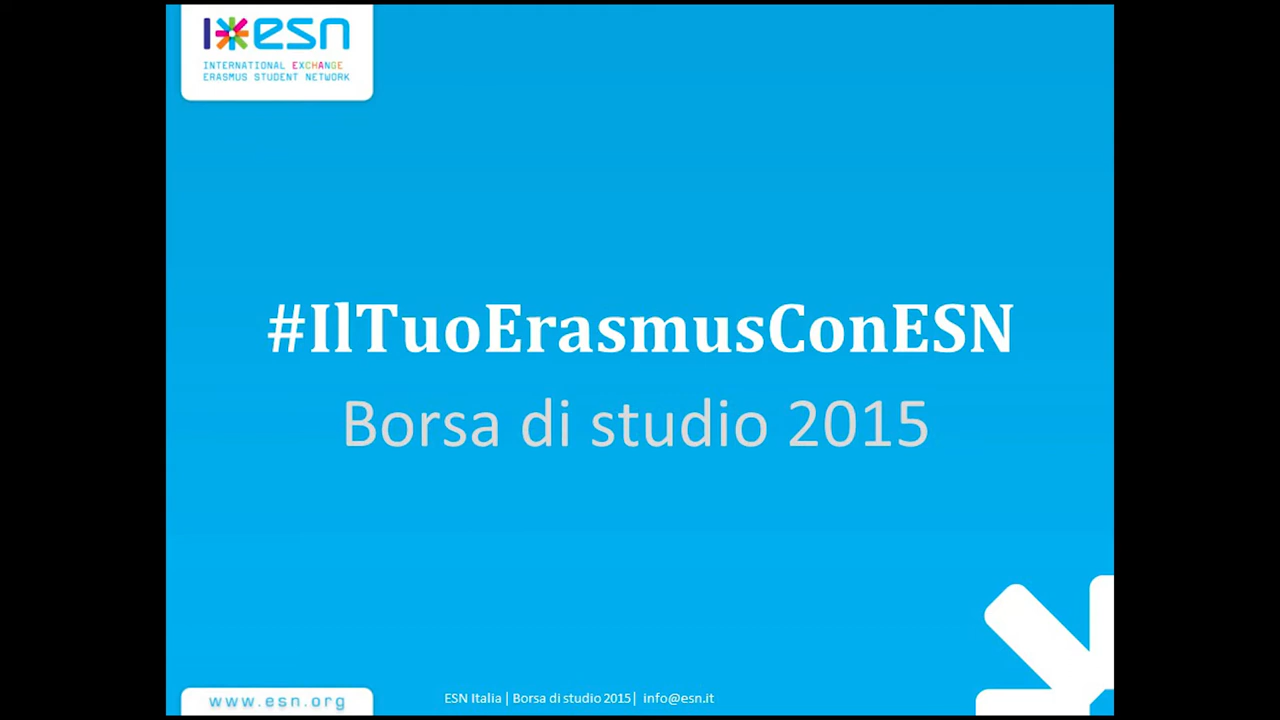 esn
INTERNATIONAL EXCHANGE
ERASMUS STUDENT NETWORK
#IlTuoErasmusConESN
Borsa di studio 2015
www.esn.org
ESN Italia | Borsa di studio 2015| info@esn.it